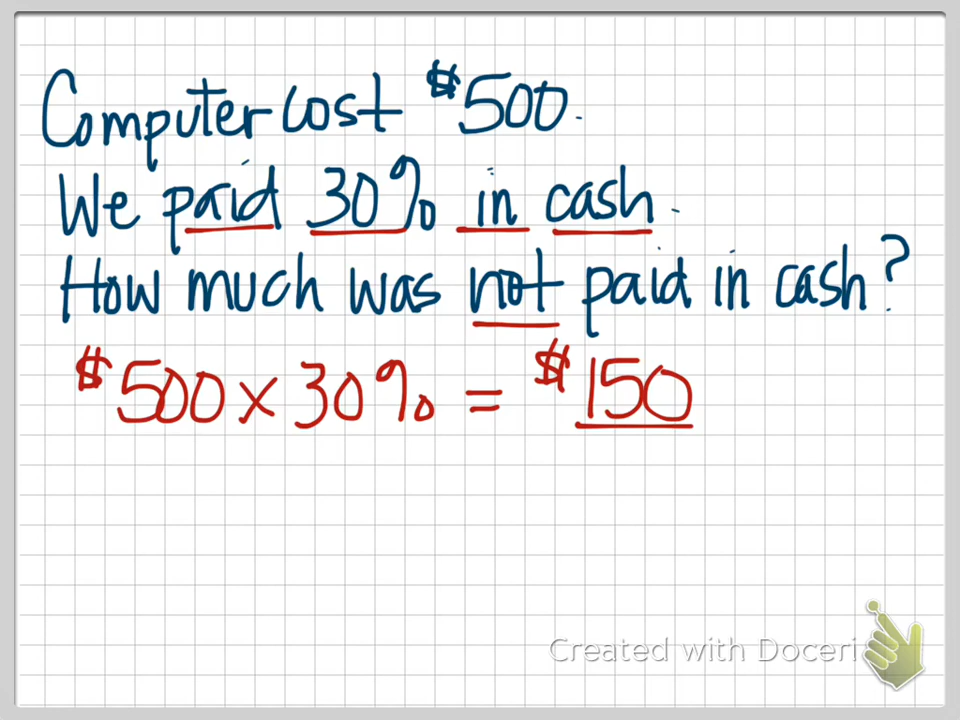 Computer cost $500.
We paid 30% in cash.
How much was not paid in cash?
$500 x 30% = $150
Created with Doceri